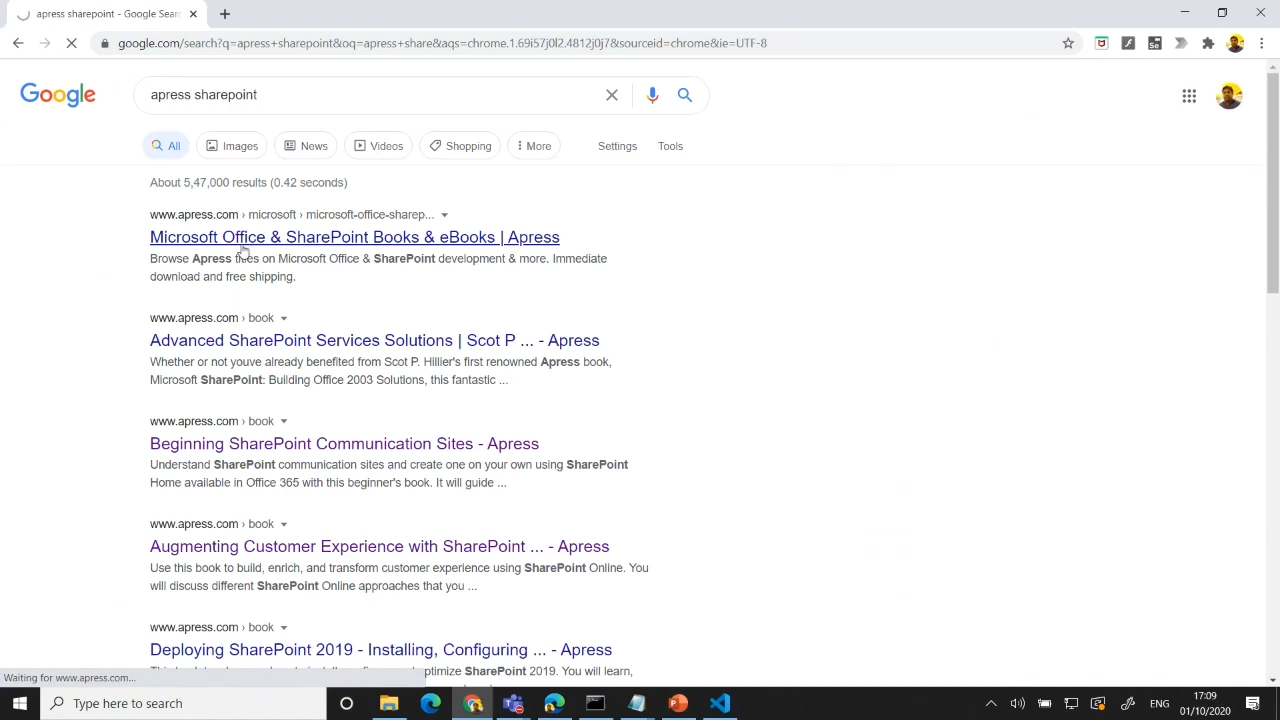 apress sharepoint - Google Sear
google.com/search?q=apress+sharepoint&oq=apress+share&aqs=chrome.1.69i57j0l2.4812j0j7&sourceid=chrome&ie=UTF-8
Google
apress sharepoint
All Images News Videos Shopping More Settings Tools
About 5,47,000 results (0.42 seconds)
www.apress.com › microsoft › microsoft-office-sharep...
Microsoft Office & SharePoint Books & eBooks | Apress
Browse Apress titles on Microsoft Office & SharePoint development & more. Immediate
download and free shipping.
www.apress.com › book
Advanced SharePoint Services Solutions | Scot P ... - Apress
Whether or not youve already benefited from Scot P. Hillier's first renowned Apress book,
Microsoft SharePoint: Building Office 2003 Solutions, this fantastic ...
www.apress.com › book
Beginning SharePoint Communication Sites - Apress
Understand SharePoint communication sites and create one on your own using SharePoint
Home available in Office 365 with this beginner's book. It will guide ...
www.apress.com › book
Augmenting Customer Experience with SharePoint ... - Apress
Use this book to build, enrich, and transform customer experience using SharePoint Online. You
will discuss different SharePoint Online approaches that you ...
www.apress.com › book
Deploying SharePoint 2019 - Installing, Configuring ... - Apress
optimize SharePoint 2019. You will learn,
Waiting for www.apress.com...
Type here to search
ENG
17:09
01/10/2020